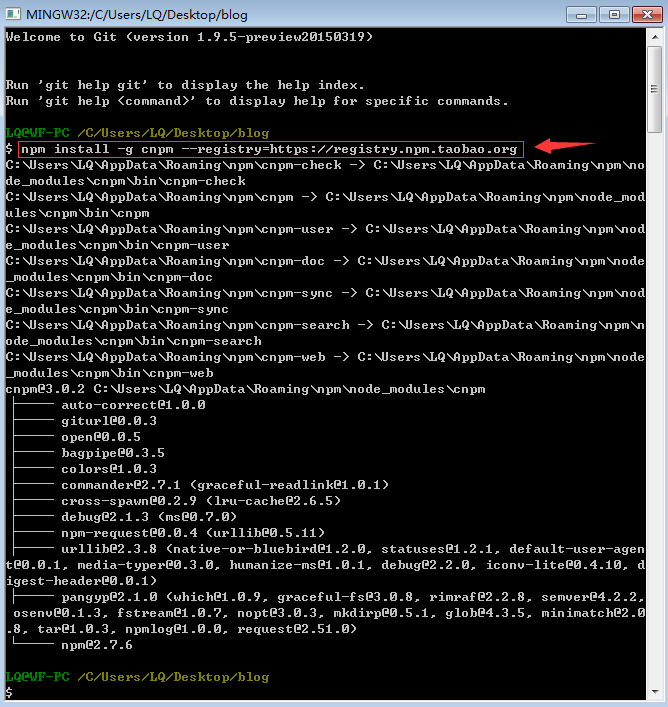 MINGW32:/C/Users/LQ/Desktop/blog
Welcome to Git (version 1.9.5-preview20150319)
Run 'git help git' to display the help index.
Run 'git help <command>' to display help for specific commands.
LQ@WF-PC /C/Users/LQ/Desktop/blog
$ npm install -g cnpm --registry=https://registry.npm.taobao.org
C:\Users\LQ\AppData\Roaming\npm\cnpm-check -> C:\Users\LQ\AppData\Roaming\npm\no
de_modules\cnpm\bin\cnpm-check
C:\Users\LQ\AppData\Roaming\npm\cnpm -> C:\Users\LQ\AppData\Roaming\npm\node_mod
ules\cnpm\bin\cnpm
C:\Users\LQ\AppData\Roaming\npm\cnpm-user -> C:\Users\LQ\AppData\Roaming\npm\nod
e_modules\cnpm\bin\cnpm-user
C:\Users\LQ\AppData\Roaming\npm\cnpm-doc -> C:\Users\LQ\AppData\Roaming\npm\node
_modules\cnpm\bin\cnpm-doc
C:\Users\LQ\AppData\Roaming\npm\cnpm-sync -> C:\Users\LQ\AppData\Roaming\npm\nod
e_modules\cnpm\bin\cnpm-sync
C:\Users\LQ\AppData\Roaming\npm\cnpm-search -> C:\Users\LQ\AppData\Roaming\npm\n
ode_modules\cnpm\bin\cnpm-search
C:\Users\LQ\AppData\Roaming\npm\cnpm-web -> C:\Users\LQ\AppData\Roaming\npm\node
_modules\cnpm\bin\cnpm-web
cnpm@3.0.2 C:\Users\LQ\AppData\Roaming\npm\node_modules\cnpm
├── auto-correct@1.0.0
├── giturl@0.0.3
├── open@0.0.5
├── bagpipe@0.3.5
├── colors@1.0.3
├── commander@2.7.1 (graceful-readlink@1.0.1)
├── cross-spawn@0.2.9 (lru-cache@2.6.5)
├── debug@2.1.3 (ms@0.7.0)
├── npm-request@0.0.4 (urllib@0.5.11)
├── urllib@2.3.8 (native-or-bluebird@1.2.0, statuses@1.2.1, default-user-agen
t@0.0.1, media-typer@0.3.0, humanize-ms@1.0.1, debug@2.2.0, iconv-lite@0.4.10, d
igest-header@0.0.1)
├── pangyp@2.1.0 (which@1.0.9, graceful-fs@3.0.8, rimraf@2.2.8, semver@4.2.2,
osenv@0.1.3, fstream@1.0.7, nopt@3.0.3, mkdirp@0.5.1, glob@4.3.5, minimatch@2.0
.8, tar@1.0.3, npmlog@1.0.0, request@2.51.0)
└── npm@2.7.6
LQ@WF-PC /C/Users/LQ/Desktop/blog
$